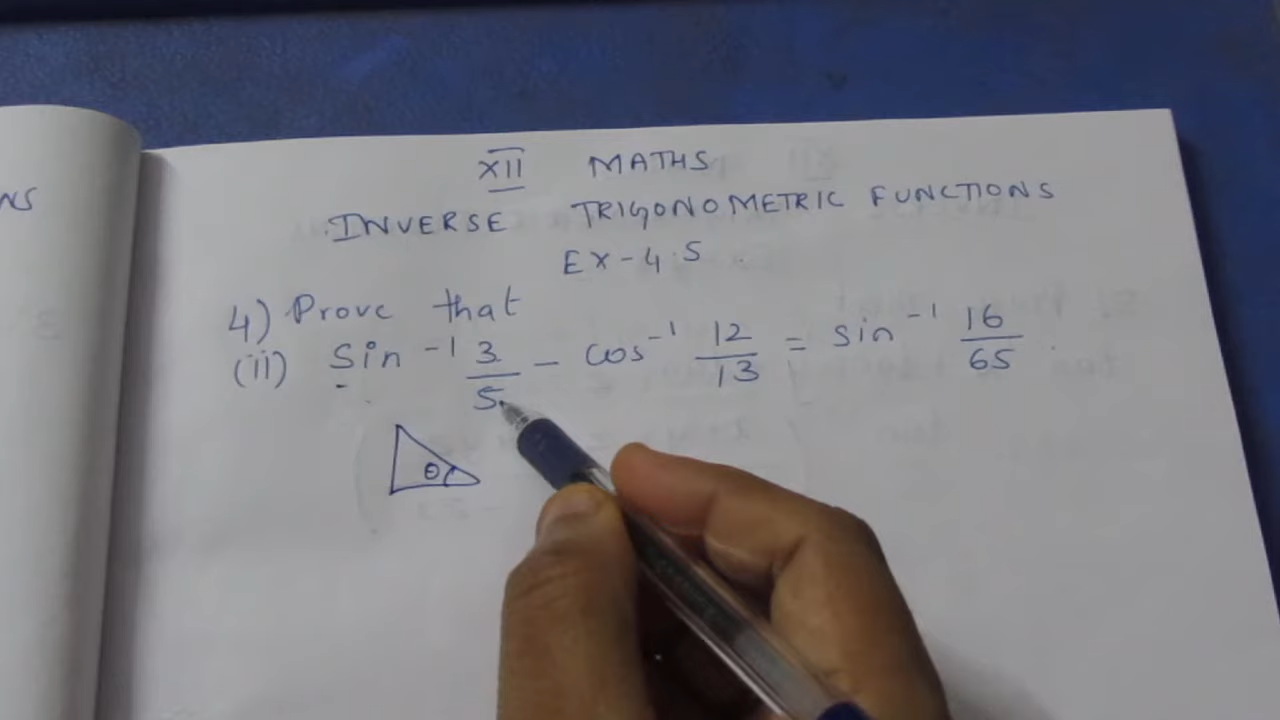 NS
XII MATHS
INVERSE TRIGONOMETRIC FUNCTIONS
EX-4.5
4) Prove that
(ii) Sin⁻¹ 3/5 - cos⁻¹ 12/13 = sin⁻¹ 16/65
θ